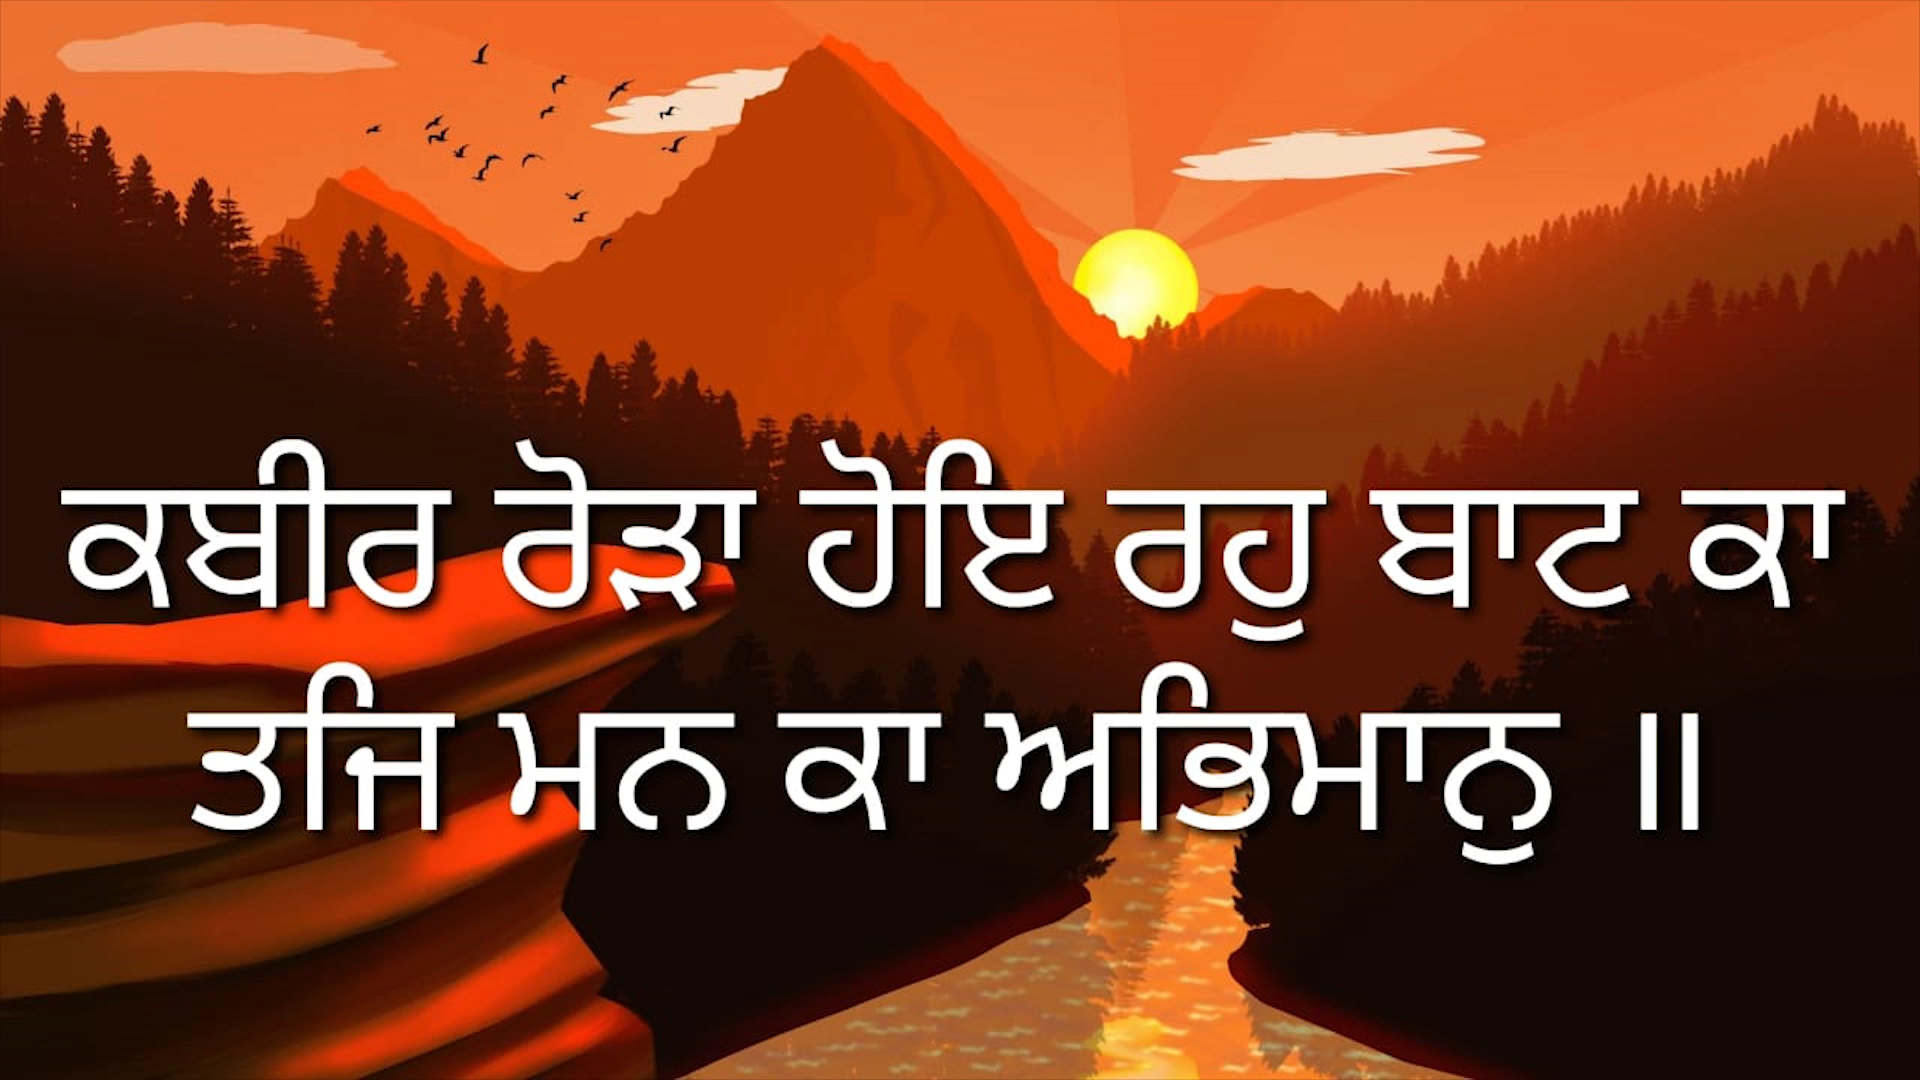 ਕਬੀਰ ਰੋੜਾ ਹੋਇ ਰਹੁ ਬਾਟ ਕਾ
ਤਜਿ ਮਨ ਕਾ ਅਭਿਮਾਨੁ ॥